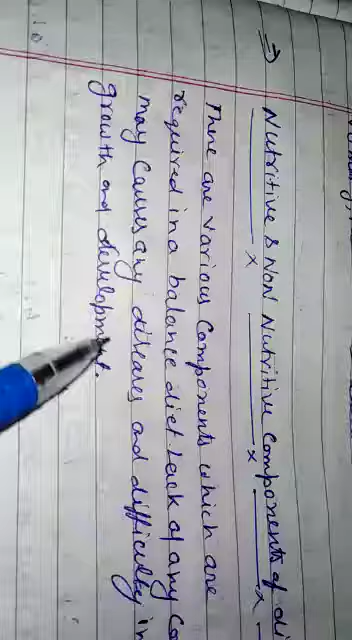 → Nutritive & Non Nutritive Components of
There are various components which are
required in a balance diet. lack of any
may causes any diseases and difficulty in
growth and development.